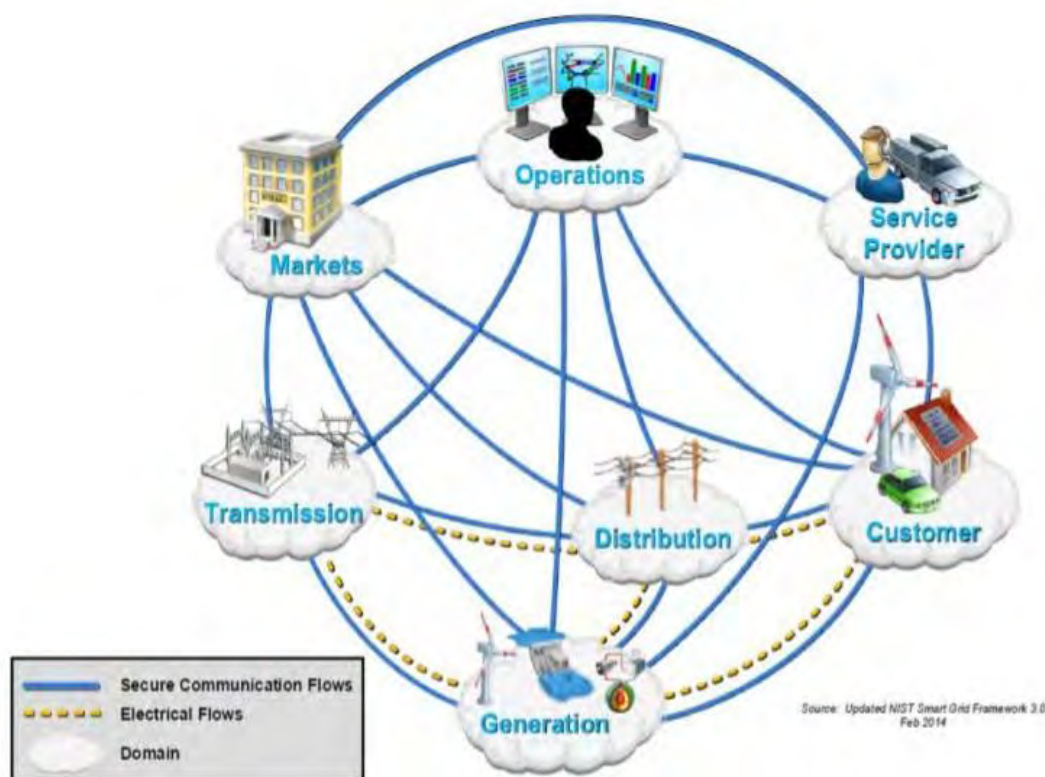 Operations
Service
Provider
Markets
Transmission
Distribution
Customer
Generation
Secure Communication Flows
Electrical Flows
Domain
Source: Updated NIST Smart Grid Framework 3.0
Feb 2014